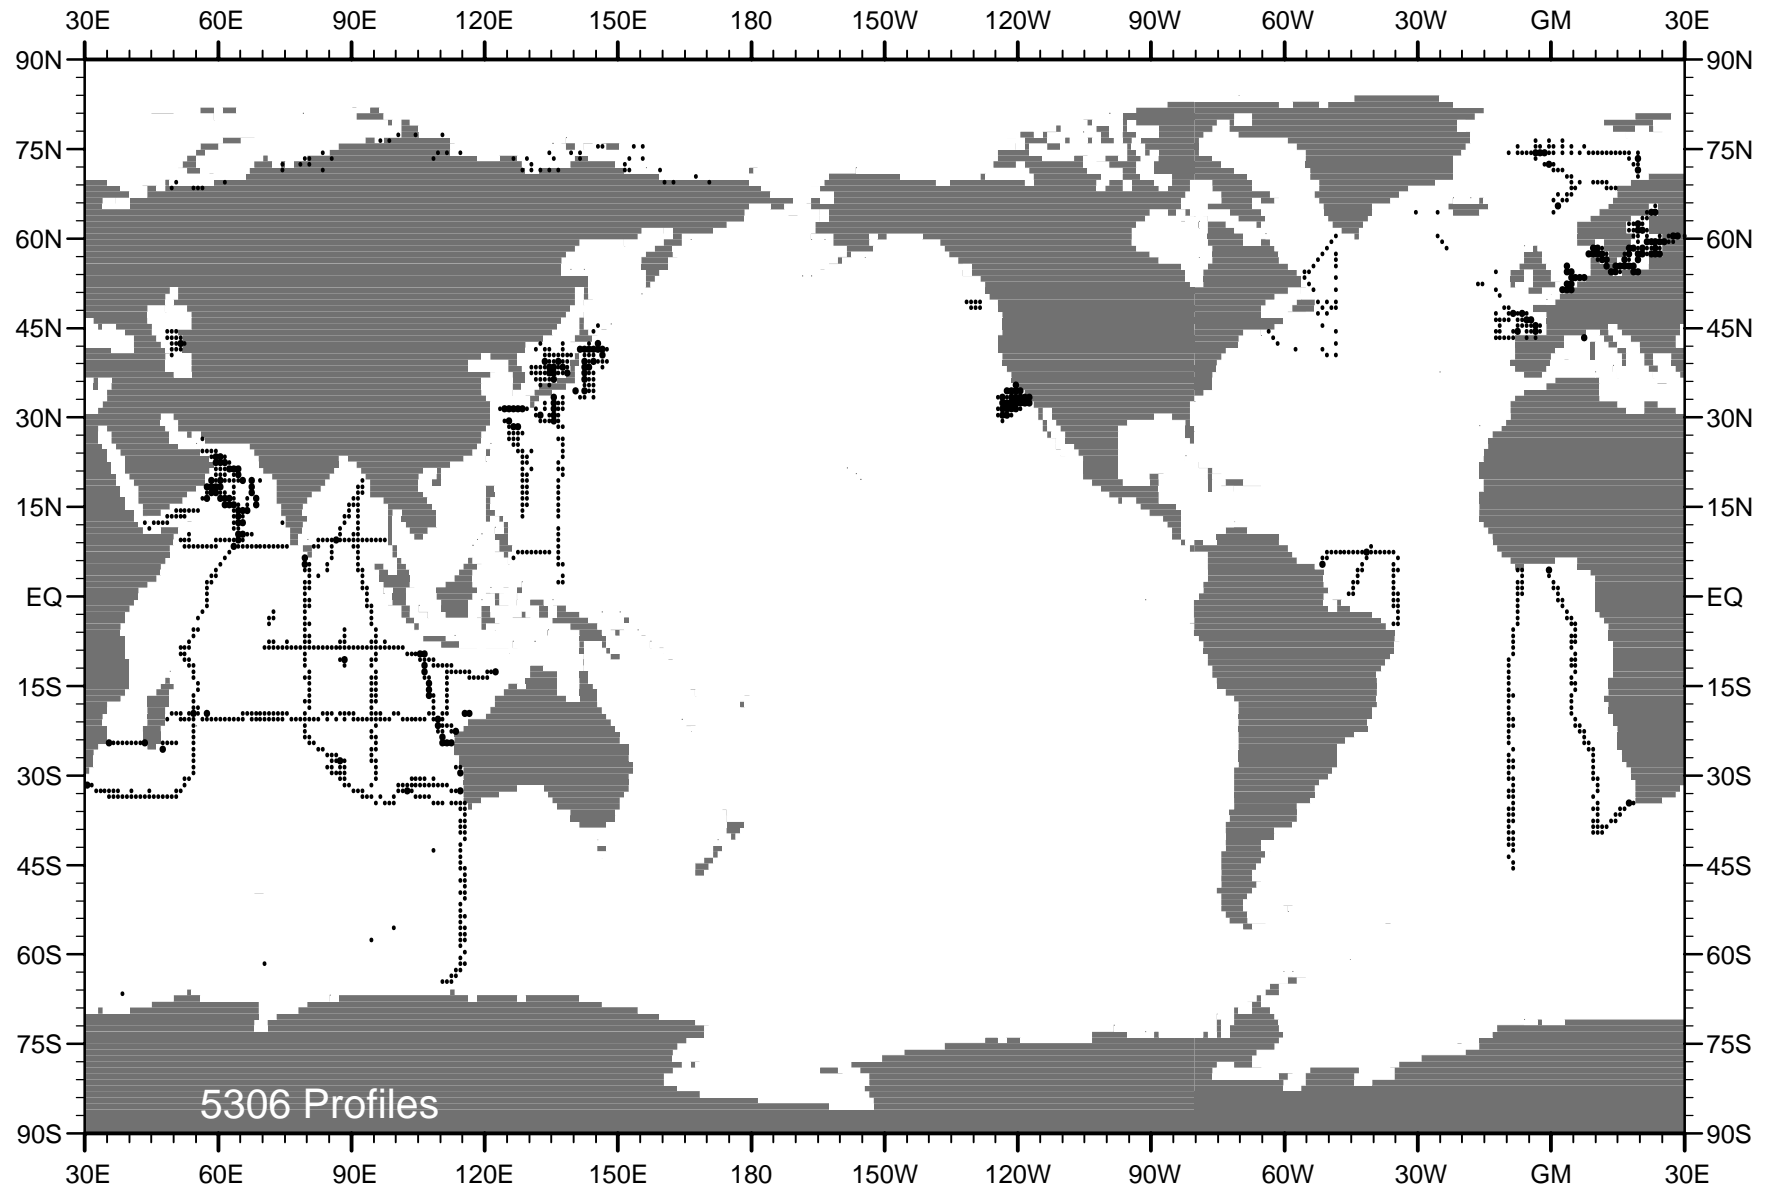 30E 60E 90E 120E 150E 180 150W 120W 90W 60W 30W GM 30E
90N 90N
75N 75N
60N 60N
45N 45N
30N 30N
15N 15N
EQ EQ
15S 15S
30S 30S
45S 45S
60S 60S
75S 75S
5306 Profiles
90S 90S
30E 60E 90E 120E 150E 180 150W 120W 90W 60W 30W GM 30E